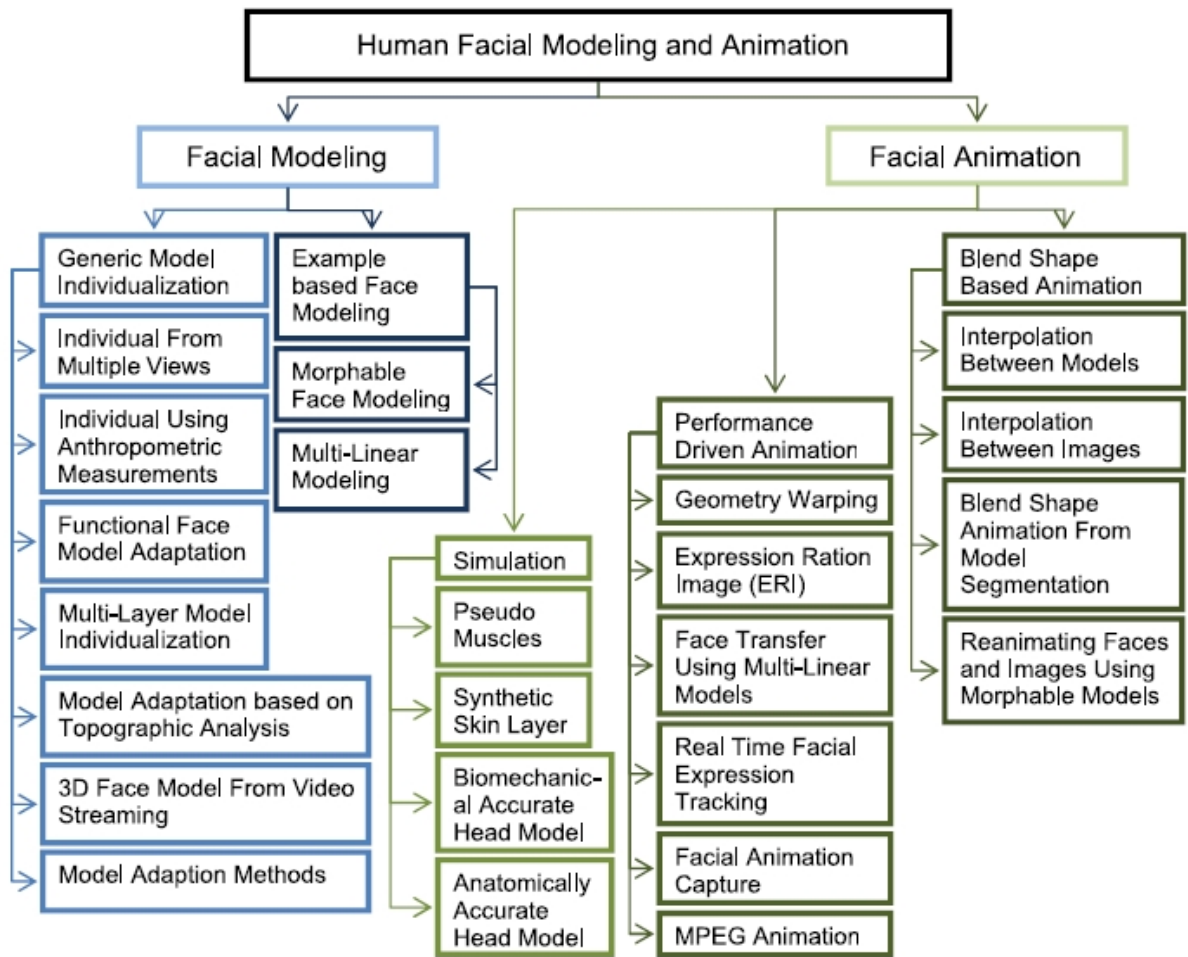 Human Facial Modeling and Animation
Facial Modeling
Facial Animation
Generic Model
Individualization
Individual From
Multiple Views
Individual Using
Anthropometric
Measurements
Functional Face
Model Adaptation
Multi-Layer Model
Individualization
Model Adaptation based on
Topographic Analysis
3D Face Model From Video
Streaming
Model Adaption Methods
Example
based Face
Modeling
Morphable
Face Modeling
Multi-Linear
Modeling
Simulation
Pseudo
Muscles
Synthetic
Skin Layer
Biomechanic-
al Accurate
Head Model
Anatomically
Accurate
Head Model
Performance
Driven Animation
Geometry Warping
Expression Ration
Image (ERI)
Face Transfer
Using Multi-Linear
Models
Real Time Facial
Expression
Tracking
Facial Animation
Capture
MPEG Animation
Blend Shape
Based Animation
Interpolation
Between Models
Interpolation
Between Images
Blend Shape
Animation From
Model
Segmentation
Reanimating Faces
and Images Using
Morphable Models